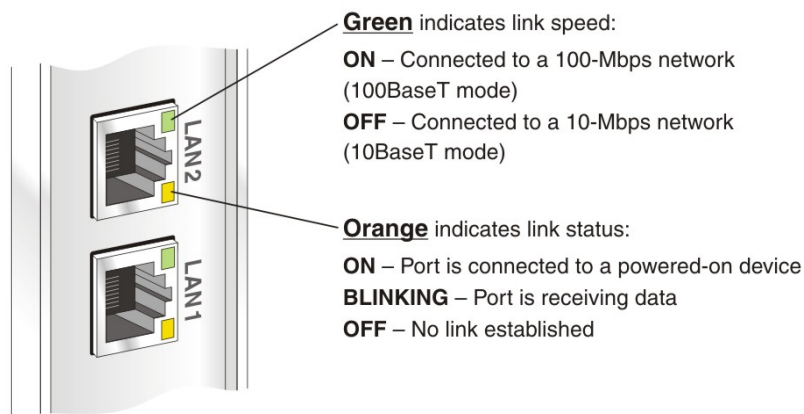 Green indicates link speed:
ON – Connected to a 100-Mbps network
(100BaseT mode)
OFF – Connected to a 10-Mbps network
(10BaseT mode)
LAN2
Orange indicates link status:
ON – Port is connected to a powered-on device
BLINKING – Port is receiving data
OFF – No link established
LAN1